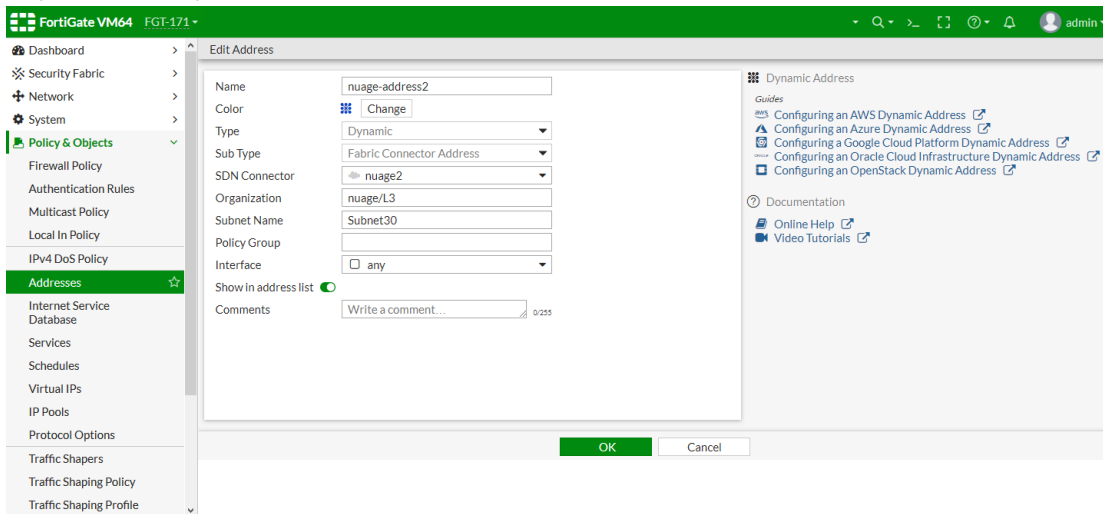 FortiGate VM64 FGT-171
admin
Dashboard
Security Fabric
Network
System
Policy & Objects
Firewall Policy
Authentication Rules
Multicast Policy
Local In Policy
IPv4 DoS Policy
Addresses
Internet Service
Database
Services
Schedules
Virtual IPs
IP Pools
Protocol Options
Traffic Shapers
Traffic Shaping Policy
Traffic Shaping Profile
Edit Address
Name nuage-address2
Color Change
Type Dynamic
Sub Type Fabric Connector Address
SDN Connector nuage2
Organization nuage/L3
Subnet Name Subnet30
Policy Group
Interface any
Show in address list
Comments Write a comment... 0/255
OK Cancel
Dynamic Address
Guides
aws Configuring an AWS Dynamic Address
Configuring an Azure Dynamic Address
Configuring a Google Cloud Platform Dynamic Address
ORACLE Configuring an Oracle Cloud Infrastructure Dynamic Address
Configuring an OpenStack Dynamic Address
Documentation
Online Help
Video Tutorials